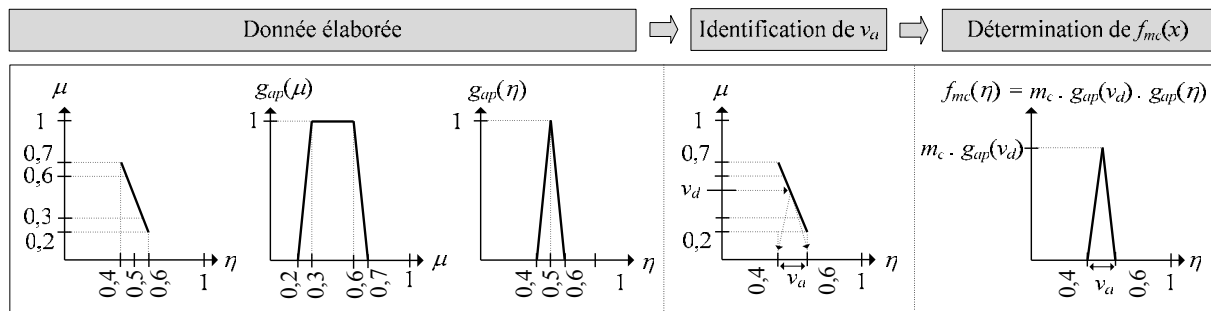 Donnée élaborée
Identification de v_a
Détermination de f_mc(x)
μ
1
0,7
0,6
0,3
0,2
0,4
0,5
0,6
1
η
g_ap(μ)
1
0,2
0,3
0,6
0,7
1
μ
g_ap(η)
1
0,4
0,5
0,6
1
η
μ
1
0,7
v_d
0,2
0,4
v_a
0,6
1
η
f_mc(η) = m_c . g_ap(v_d) . g_ap(η)
m_c . g_ap(v_d)
0,4
v_a
0,6
1
η